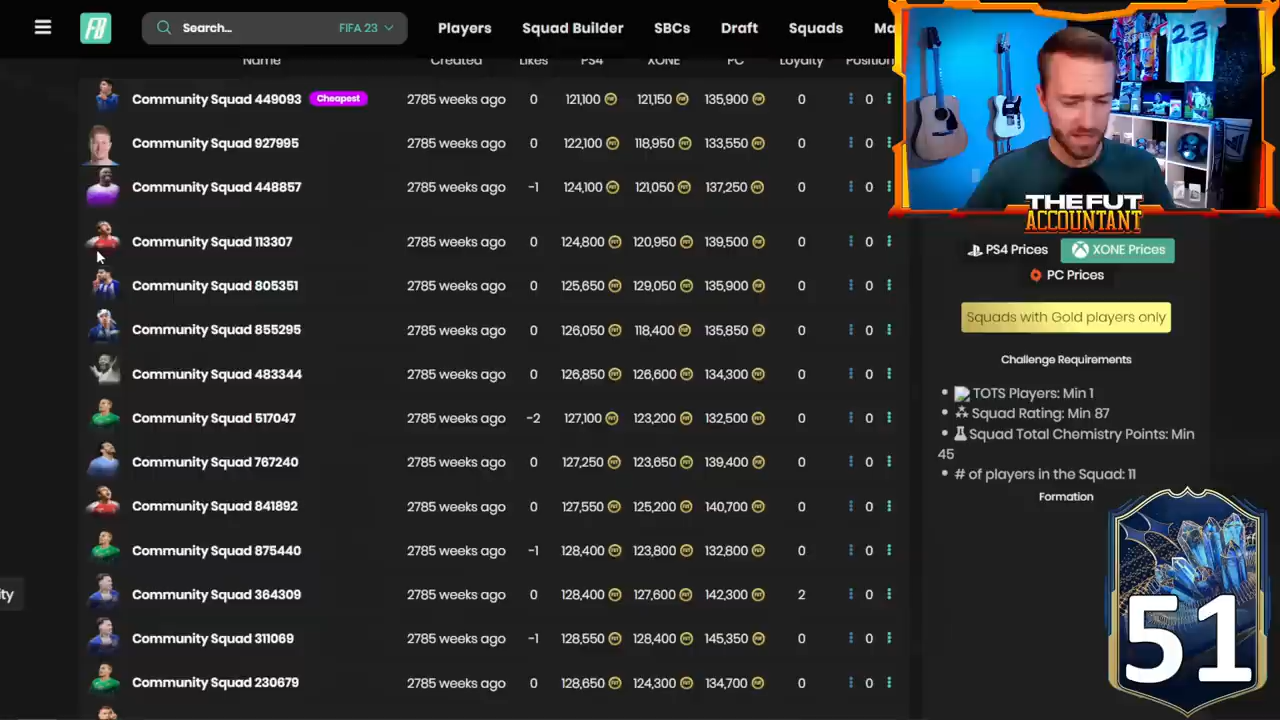 Search...
FIFA 23
Players
Squad Builder
SBCs
Draft
Squads
Ma
23
Name Created Likes PS4 XONE PC Loyalty Position
Community Squad 449093 Cheapest 2785 weeks ago 0 121,100 121,150 135,900 0 0
Community Squad 927995 2785 weeks ago 0 122,100 118,950 133,550 0 0
Community Squad 448857 2785 weeks ago -1 124,100 121,050 137,250 0 0
Community Squad 113307 2785 weeks ago 0 124,800 120,950 139,500 0 0
Community Squad 805351 2785 weeks ago 0 125,650 129,050 135,900 0 0
Community Squad 855295 2785 weeks ago 0 126,050 118,400 135,850 0 0
Community Squad 483344 2785 weeks ago 0 126,850 126,600 134,300 0 0
Community Squad 517047 2785 weeks ago -2 127,100 123,200 132,500 0 0
Community Squad 767240 2785 weeks ago 0 127,250 123,650 139,400 0 0
Community Squad 841892 2785 weeks ago 0 127,550 125,200 140,700 0 0
Community Squad 875440 2785 weeks ago -1 128,400 123,800 132,800 0 0
Community Squad 364309 2785 weeks ago 0 128,400 127,600 142,300 2 0
Community Squad 311069 2785 weeks ago -1 128,550 128,400 145,350 0 0
Community Squad 230679 2785 weeks ago 0 128,650 124,300 134,700 0 0
ity
THE FUT
ACCOUNTANT
PS4 Prices
XONE Prices
PC Prices
Squads with Gold players only
Challenge Requirements
TOTS Players: Min 1
Squad Rating: Min 87
Squad Total Chemistry Points: Min
45
# of players in the Squad: 11
Formation
51